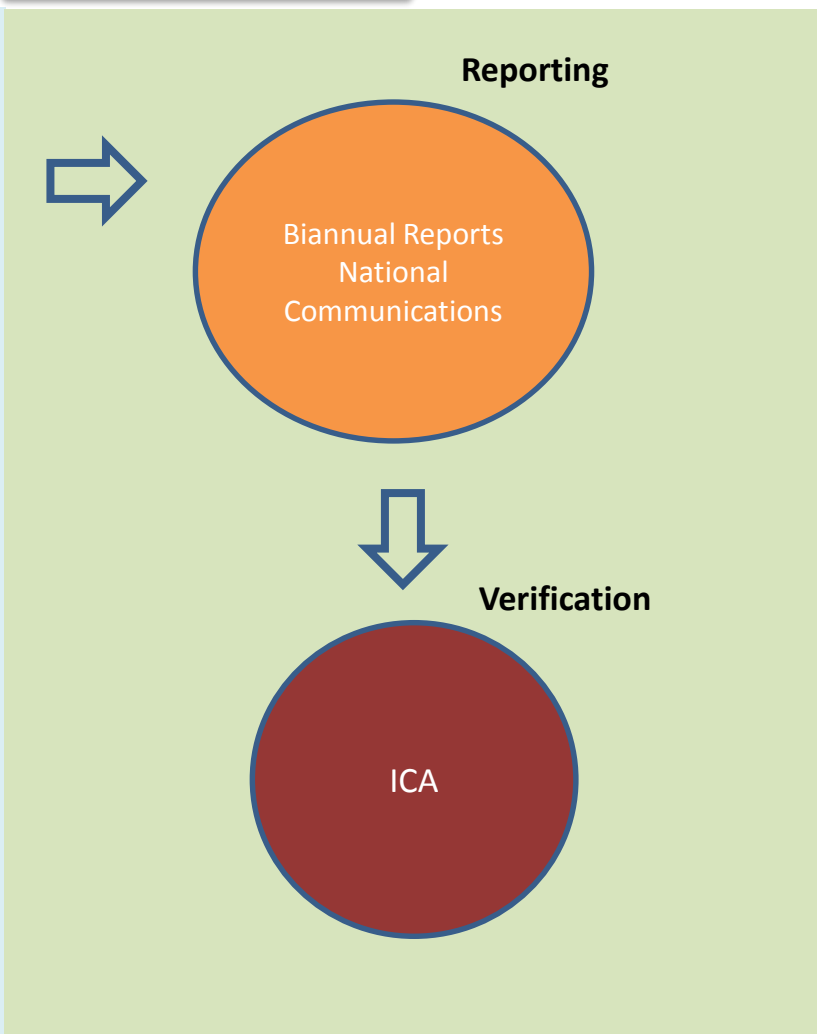 Reporting
Biannual Reports
National
Communications
Verification
ICA